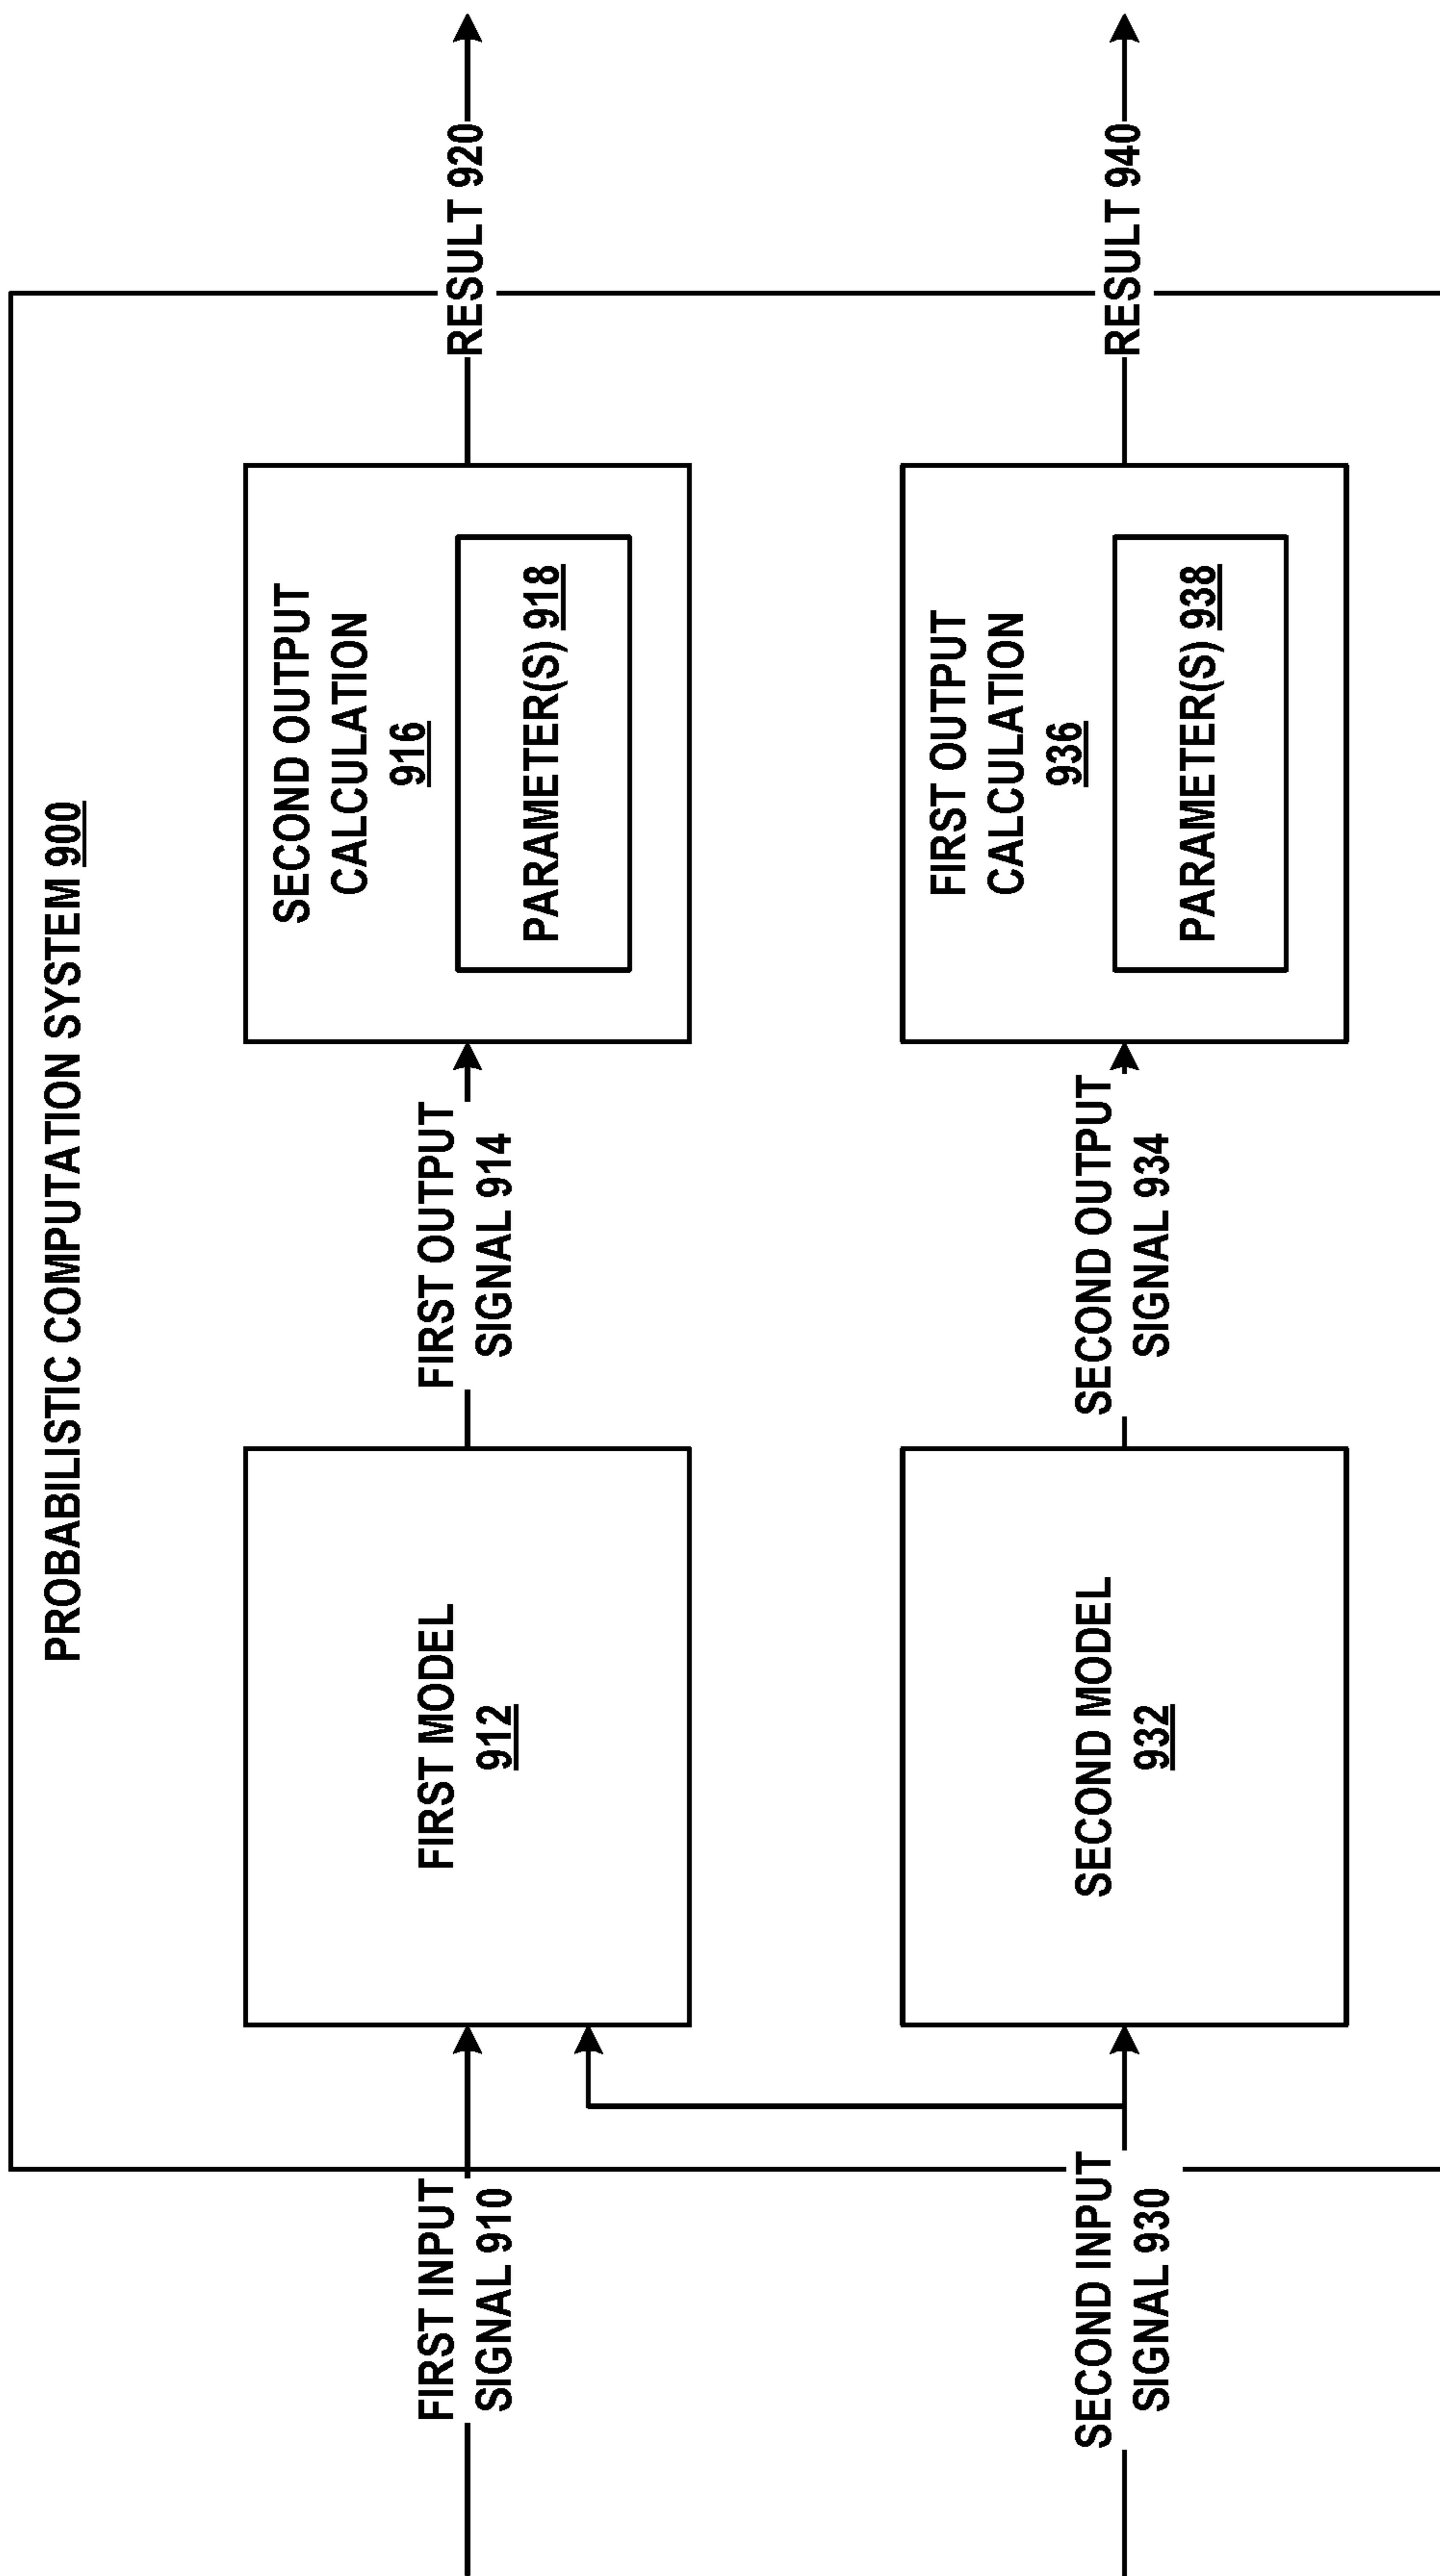 PROBABILISTIC COMPUTATION SYSTEM 900
FIRST INPUT
SIGNAL 910
FIRST MODEL
912
FIRST OUTPUT
SIGNAL 914
SECOND OUTPUT
CALCULATION
916
PARAMETER(S) 918
RESULT 920
SECOND INPUT
SIGNAL 930
SECOND MODEL
932
SECOND OUTPUT
SIGNAL 934
FIRST OUTPUT
CALCULATION
936
PARAMETER(S) 938
RESULT 940